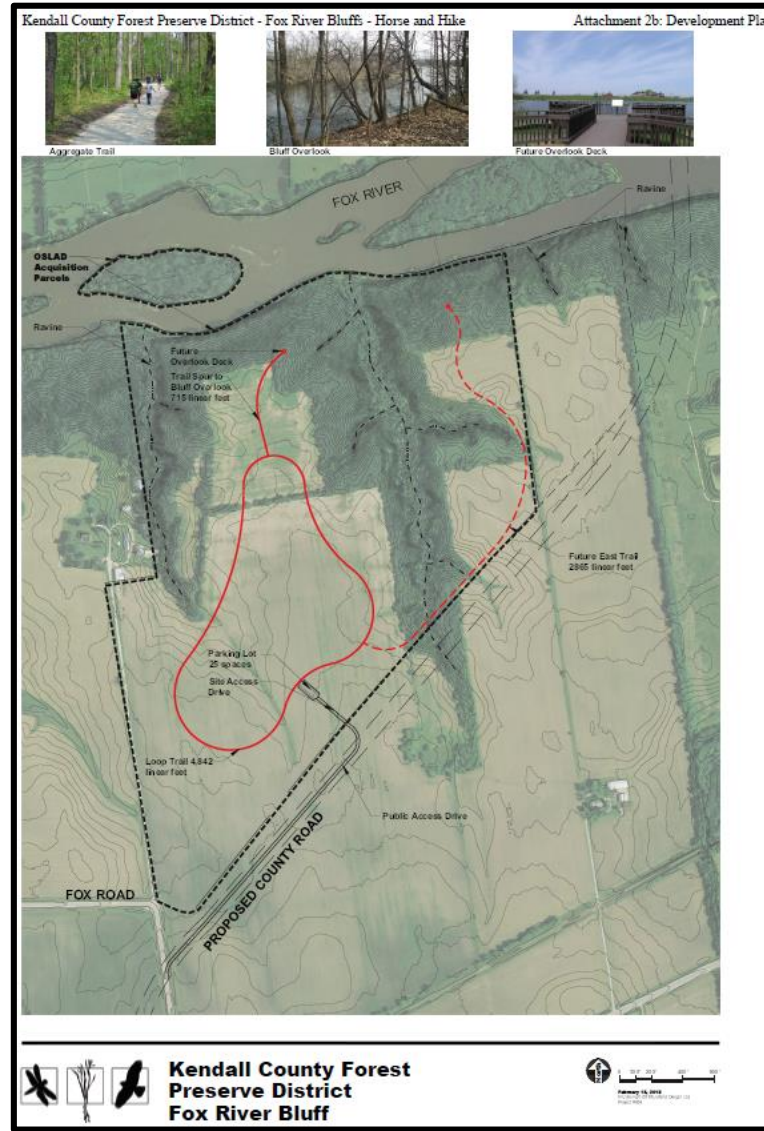 Kendall County Forest Preserve District - Fox River Bluffs - Horse and Hike
Attachment 2b: Development Pla
Aggregate Trail
Bluff Overlook
Future Overlook Deck
FOX RIVER
Ravine
OSLAD
Acquisition
Parcels
Ravine
Future
Overlook Deck
Trail Spur to
Bluff Overlook
715 linear feet
Future East Trail
2865 linear feet
Parking Lot
25 spaces
Site Access
Drive
Loop Trail 4,842
linear feet
Public Access Drive
PROPOSED COUNTY ROAD
FOX ROAD
Kendall County Forest
Preserve District
Fox River Bluff
North